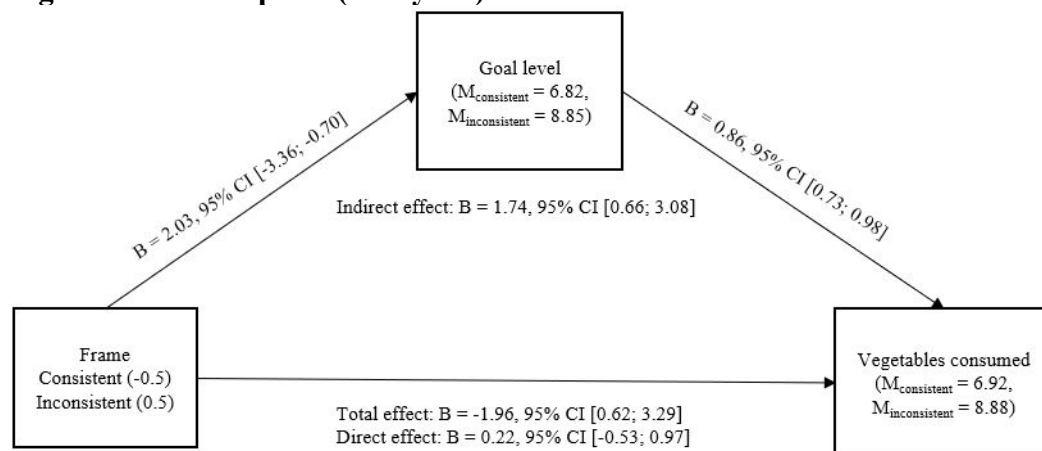 Goal level
(Mconsistent = 6.82,
Minconsistent = 8.85)
B = 2.03, 95% CI [-3.36; -0.70]
B = 0.86, 95% CI [0.73; 0.98]
Indirect effect: B = 1.74, 95% CI [0.66; 3.08]
Frame
Consistent (-0.5)
Inconsistent (0.5)
Vegetables consumed
(Mconsistent = 6.92,
Minconsistent = 8.88)
Total effect: B = -1.96, 95% CI [0.62; 3.29]
Direct effect: B = 0.22, 95% CI [-0.53; 0.97]